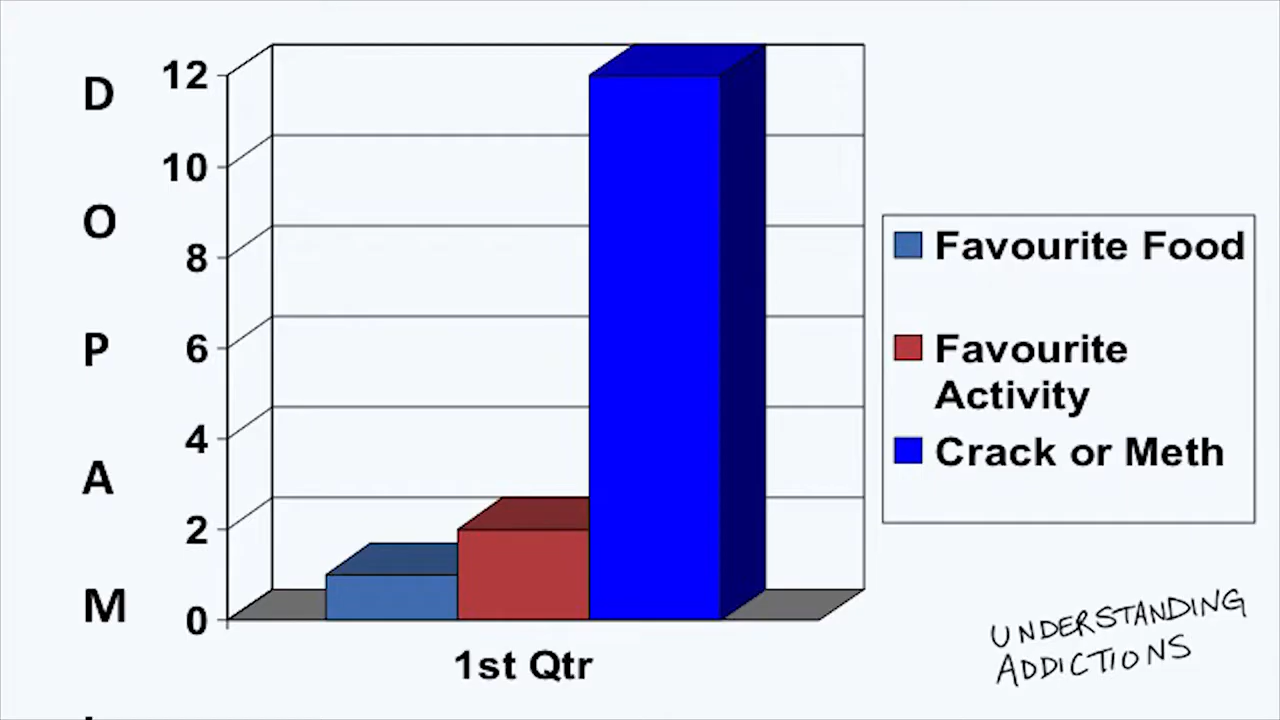 D
O
P
A
M
12
10
8
6
4
2
0
1st Qtr
Favourite Food
Favourite
Activity
Crack or Meth
UNDERSTANDING
ADDICTIONS